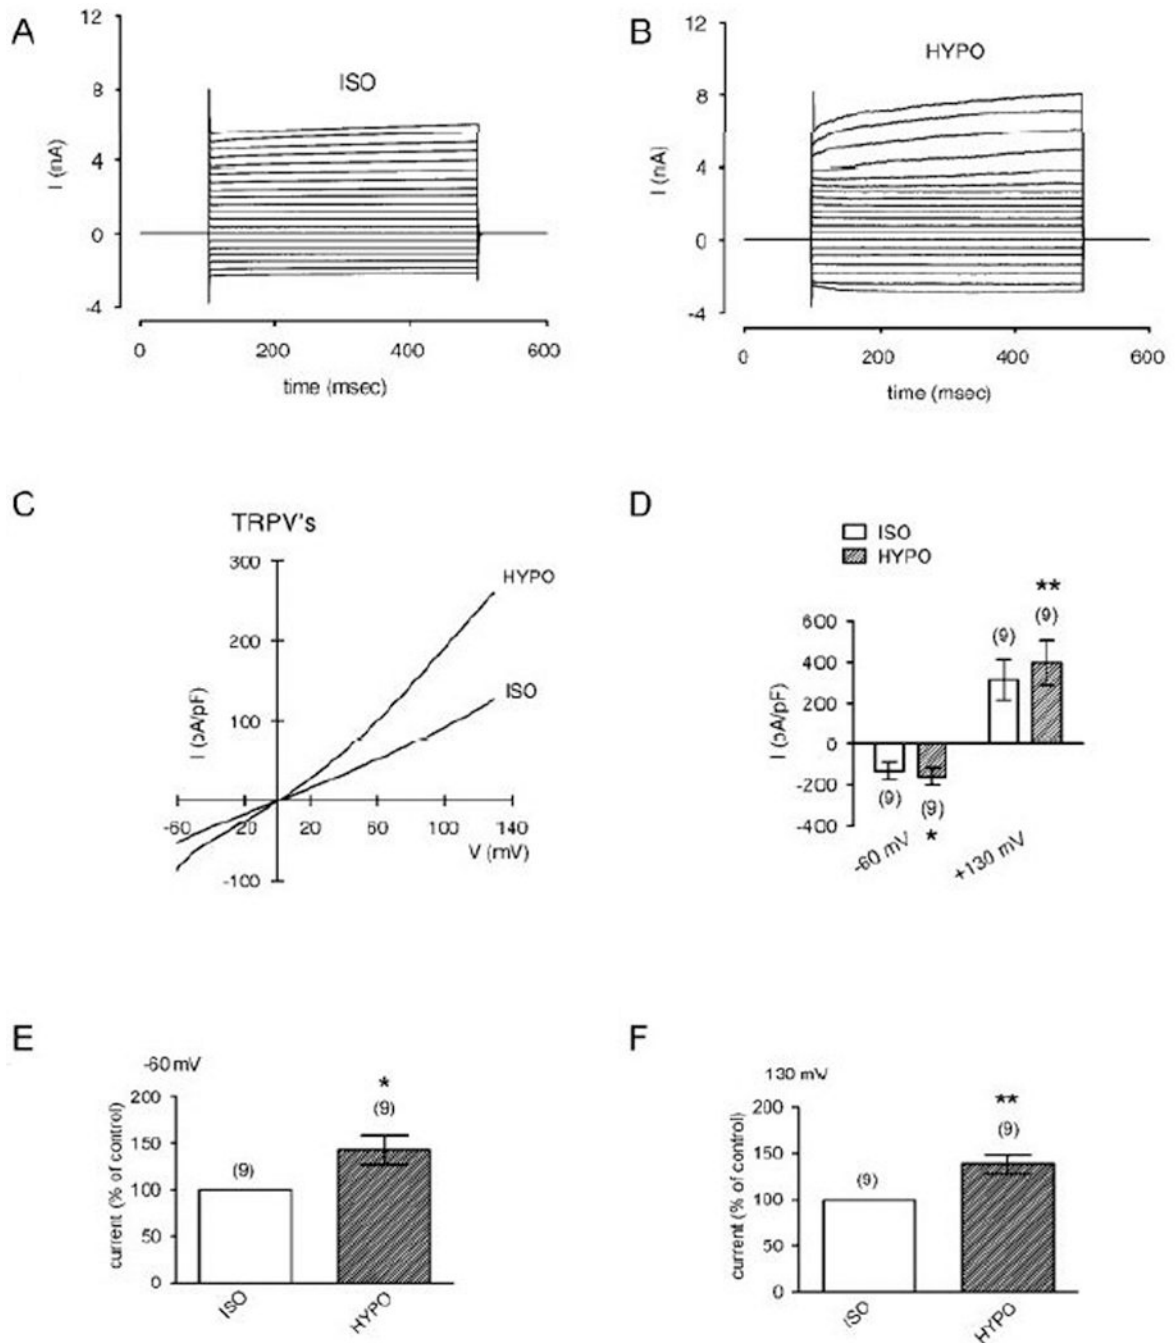 A
12
8
4
0
-4
I (nA)
ISO
0
200
400
600
time (msec)
B
12
8
4
0
-4
I (nA)
HYPO
0
200
400
600
time (msec)
C
TRPV's
300
200
100
-100
I (pA/pF)
HYPO
ISO
-60
-20
20
60
100
140
V (mV)
D
ISO
HYPO
600
400
200
0
-200
-400
I (pA/pF)
(9)
(9)
*
(9)
**
(9)
-60 mV
+130 mV
E
-60 mV
200
150
100
50
0
current (% of control)
(9)
*
(9)
ISO
HYPO
F
130 mV
200
150
100
50
0
current (% of control)
(9)
**
(9)
ISO
HYPO